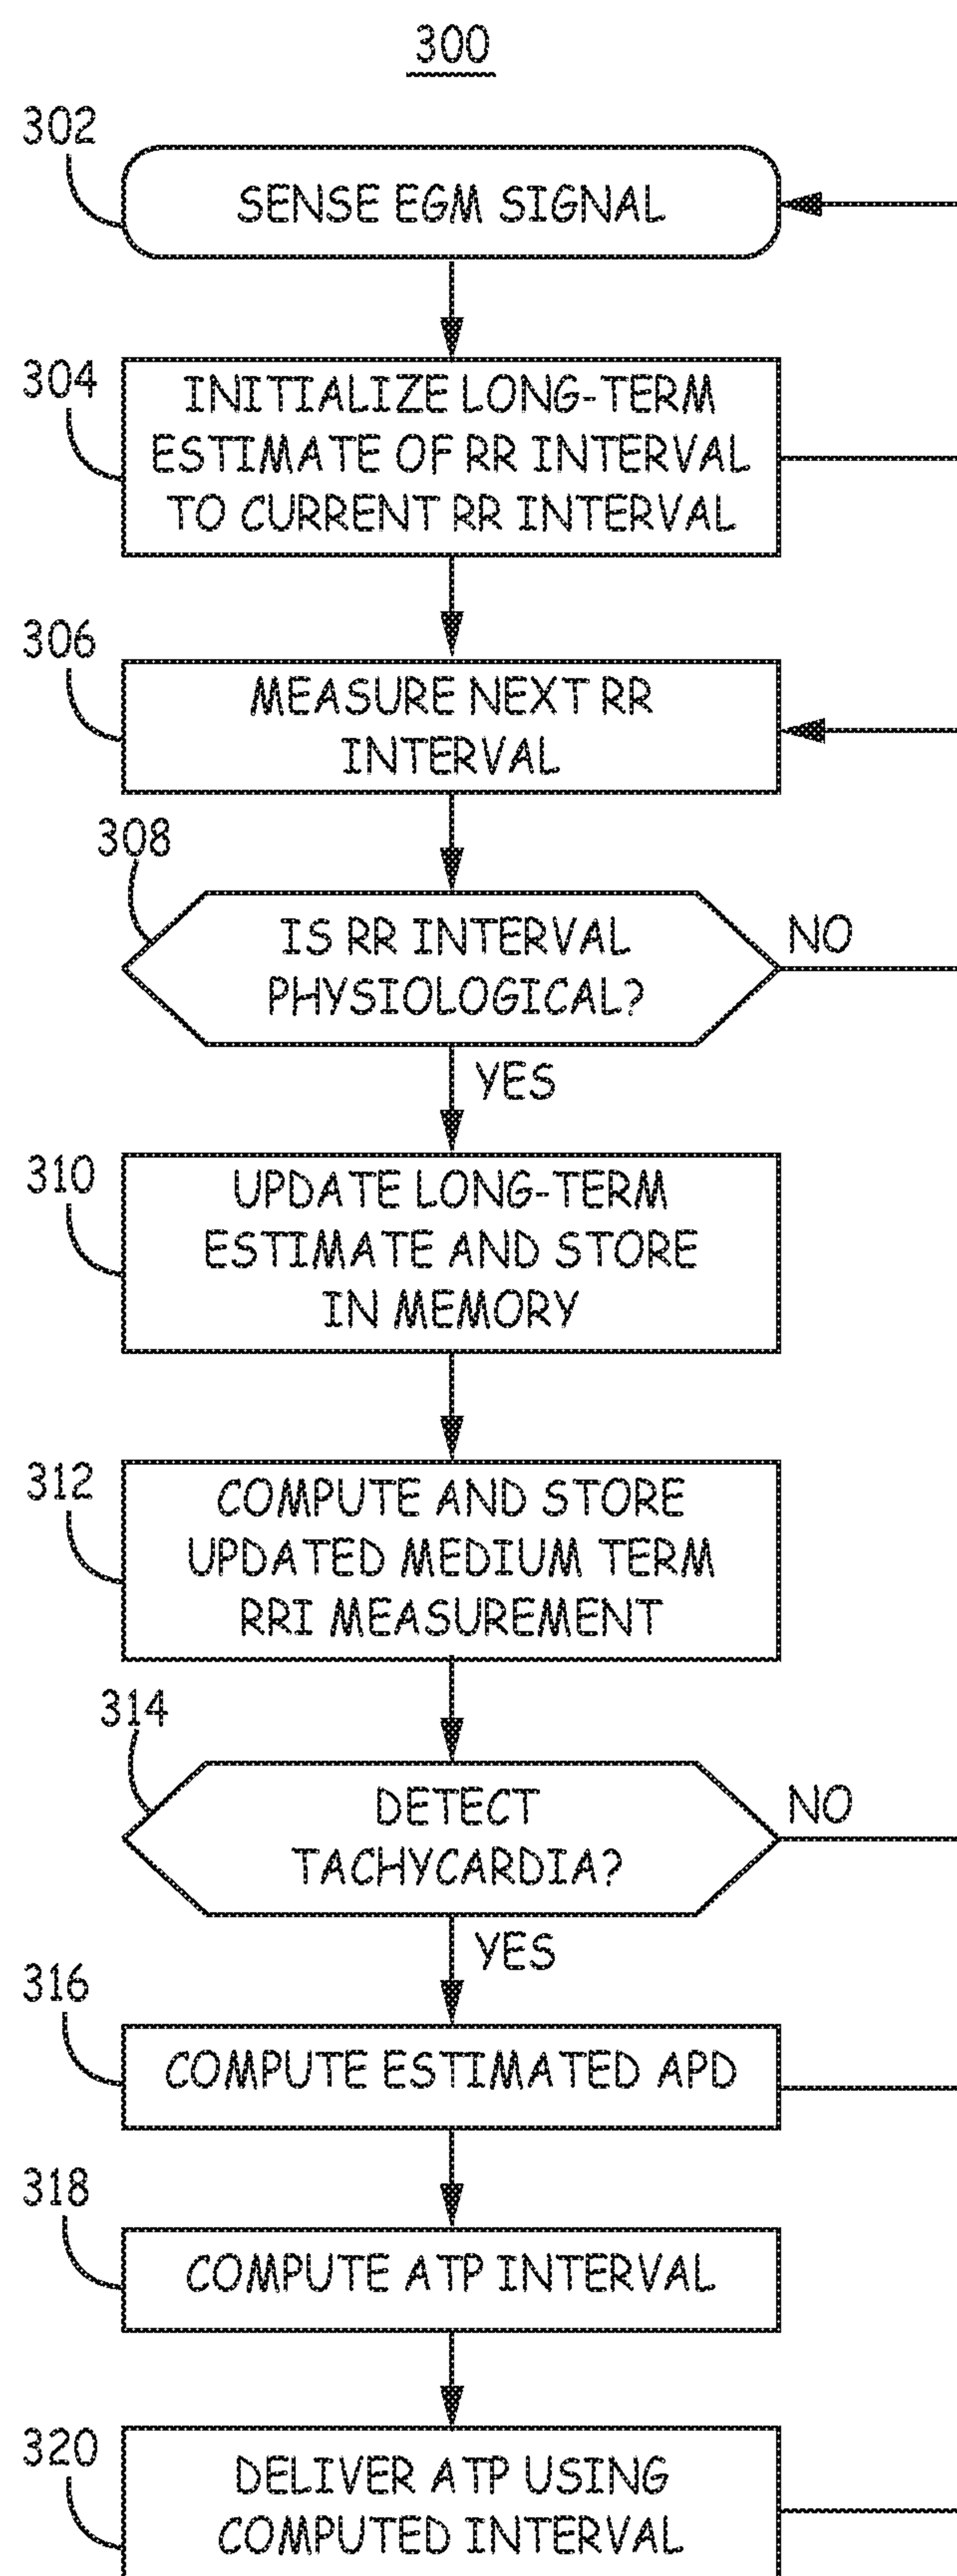 300
302
SENSE EGM SIGNAL
304
INITIALIZE LONG-TERM
ESTIMATE OF RR INTERVAL
TO CURRENT RR INTERVAL
306
MEASURE NEXT RR
INTERVAL
308
IS RR INTERVAL
PHYSIOLOGICAL?
NO
YES
310
UPDATE LONG-TERM
ESTIMATE AND STORE
IN MEMORY
312
COMPUTE AND STORE
UPDATED MEDIUM TERM
RRI MEASUREMENT
314
DETECT
TACHYCARDIA?
NO
YES
316
COMPUTE ESTIMATED APD
318
COMPUTE ATP INTERVAL
320
DELIVER ATP USING
COMPUTED INTERVAL